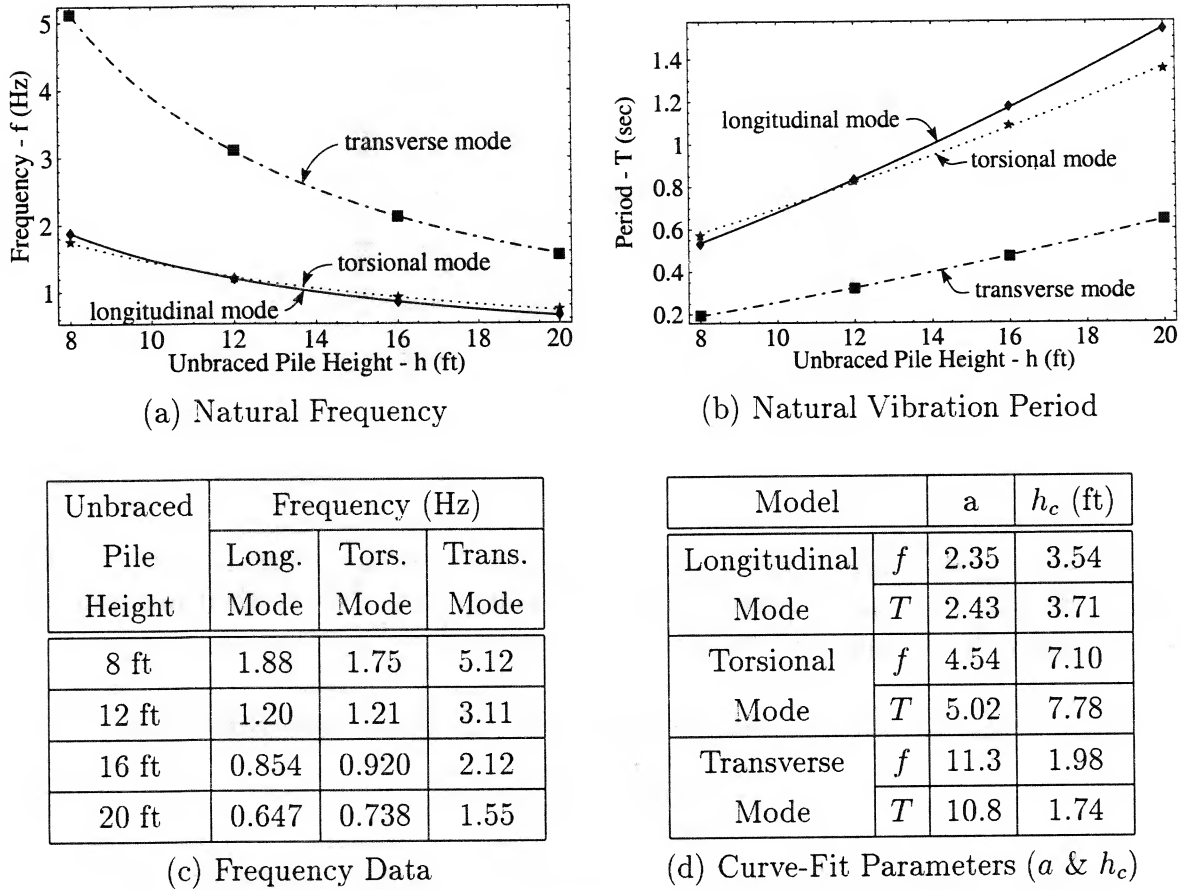 5
4
3
2
1
Frequency - f (Hz)
transverse mode
torsional mode
longitudinal mode
8 10 12 14 16 18 20
Unbraced Pile Height - h (ft)
(a) Natural Frequency
1.4
1.2
1
0.8
0.6
0.4
0.2
Period - T (sec)
longitudinal mode
torsional mode
transverse mode
8 10 12 14 16 18 20
Unbraced Pile Height - h (ft)
(b) Natural Vibration Period
Unbraced Frequency (Hz)
Pile Long. Tors. Trans.
Height Mode Mode Mode
8 ft 1.88 1.75 5.12
12 ft 1.20 1.21 3.11
16 ft 0.854 0.920 2.12
20 ft 0.647 0.738 1.55
(c) Frequency Data
Model a h_c (ft)
Longitudinal f 2.35 3.54
Mode T 2.43 3.71
Torsional f 4.54 7.10
Mode T 5.02 7.78
Transverse f 11.3 1.98
Mode T 10.8 1.74
(d) Curve-Fit Parameters (a & h_c)